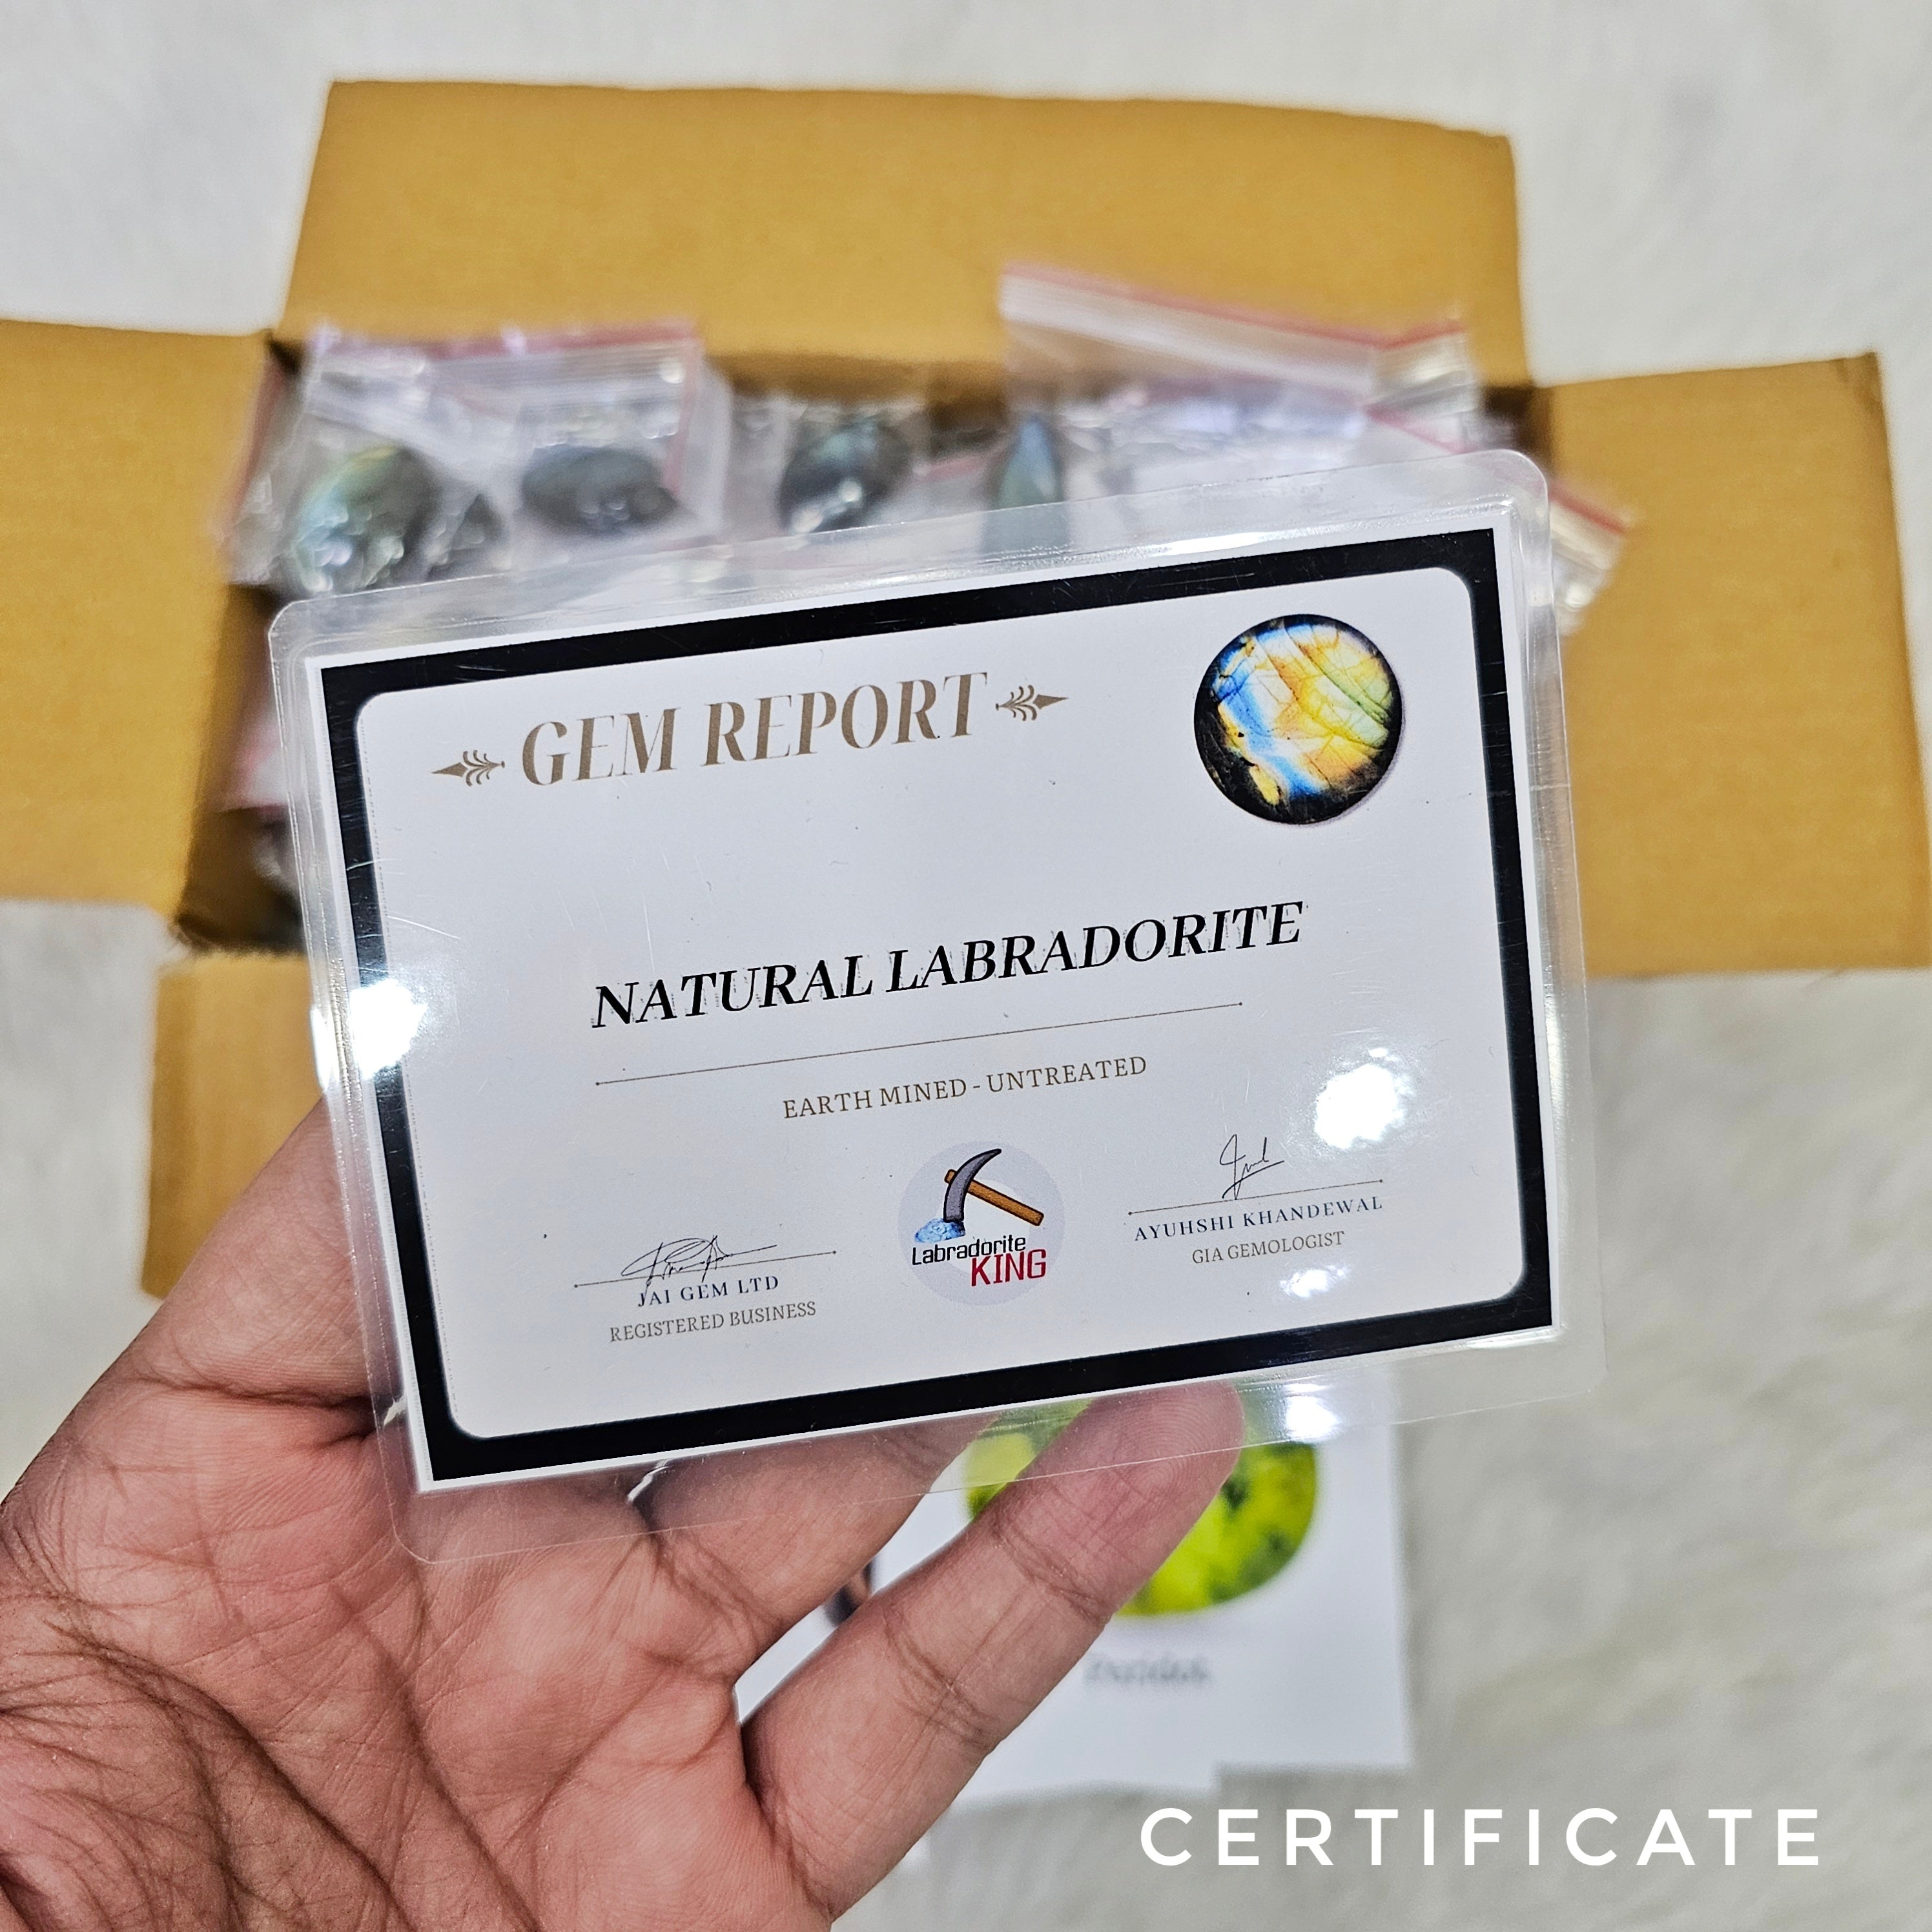 GEM REPORT
NATURAL LABRADORITE
EARTH MINED - UNTREATED
Labradorite
KING
JAI GEM LTD
REGISTERED BUSINESS
AYUHSHI KHANDEWAL
GIA GEMOLOGIST
CERTIFICATE